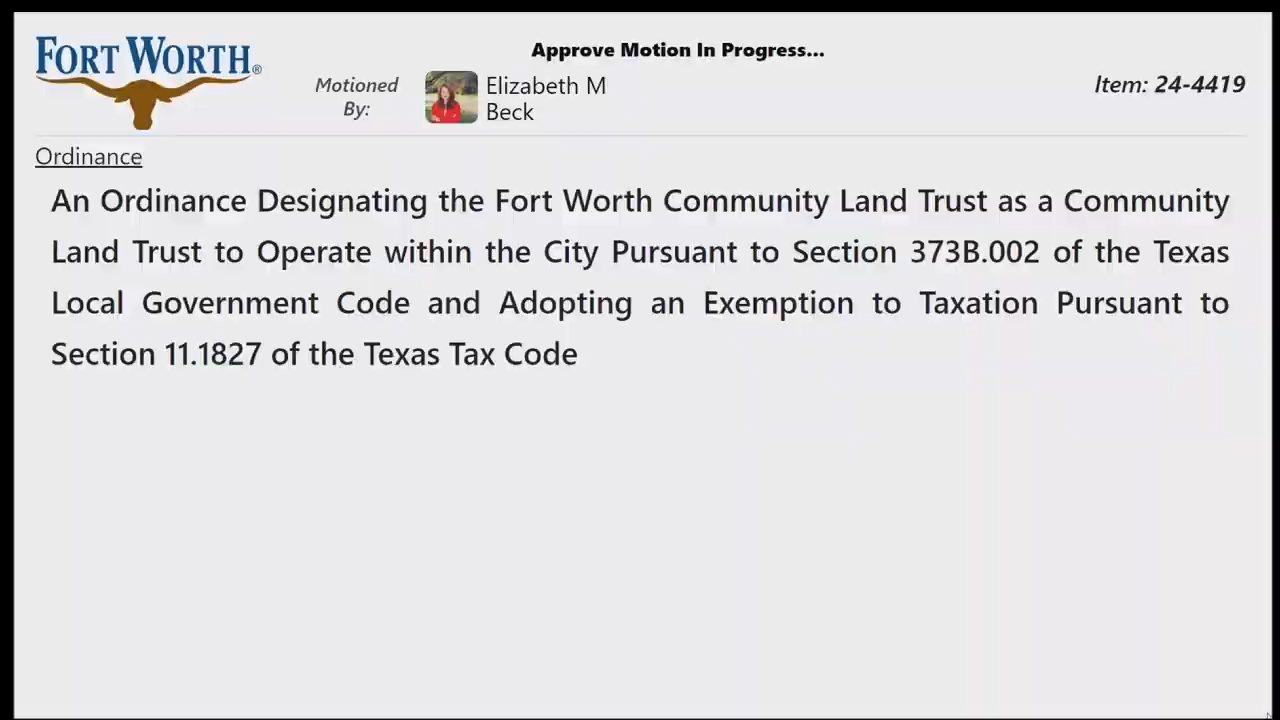 FORT WORTH®
Approve Motion In Progress...
Motioned
By:
Elizabeth M
Beck
Item: 24-4419
Ordinance
An Ordinance Designating the Fort Worth Community Land Trust as a Community
Land Trust to Operate within the City Pursuant to Section 373B.002 of the Texas
Local Government Code and Adopting an Exemption to Taxation Pursuant to
Section 11.1827 of the Texas Tax Code